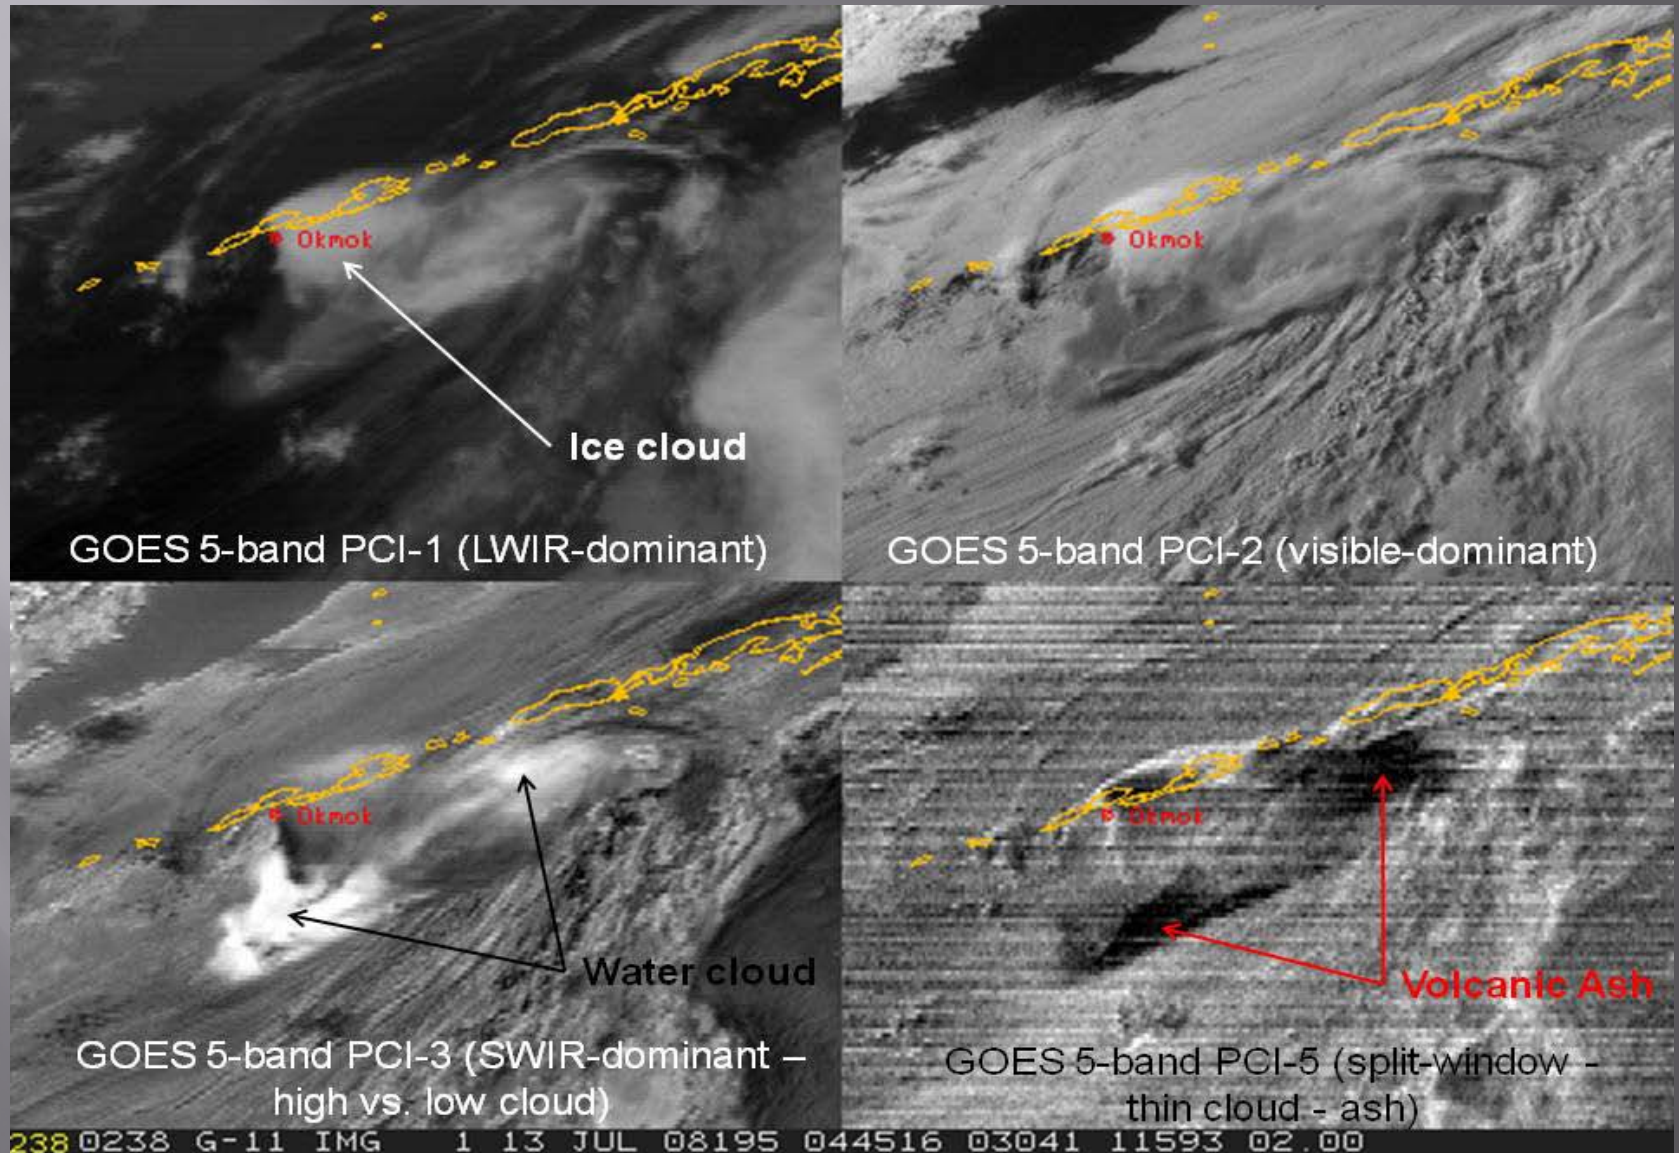 Okmok
Ice cloud
GOES 5-band PCI-1 (LWIR-dominant)
Okmok
GOES 5-band PCI-2 (visible-dominant)
Okmok
Water cloud
GOES 5-band PCI-3 (SWIR-dominant –
high vs. low cloud)
Okmok
Volcanic Ash
GOES 5-band PCI-5 (split-window -
thin cloud - ash)
238 0238 G-11 IMG 1 13 JUL 08195 044516 03041 11593 02.00